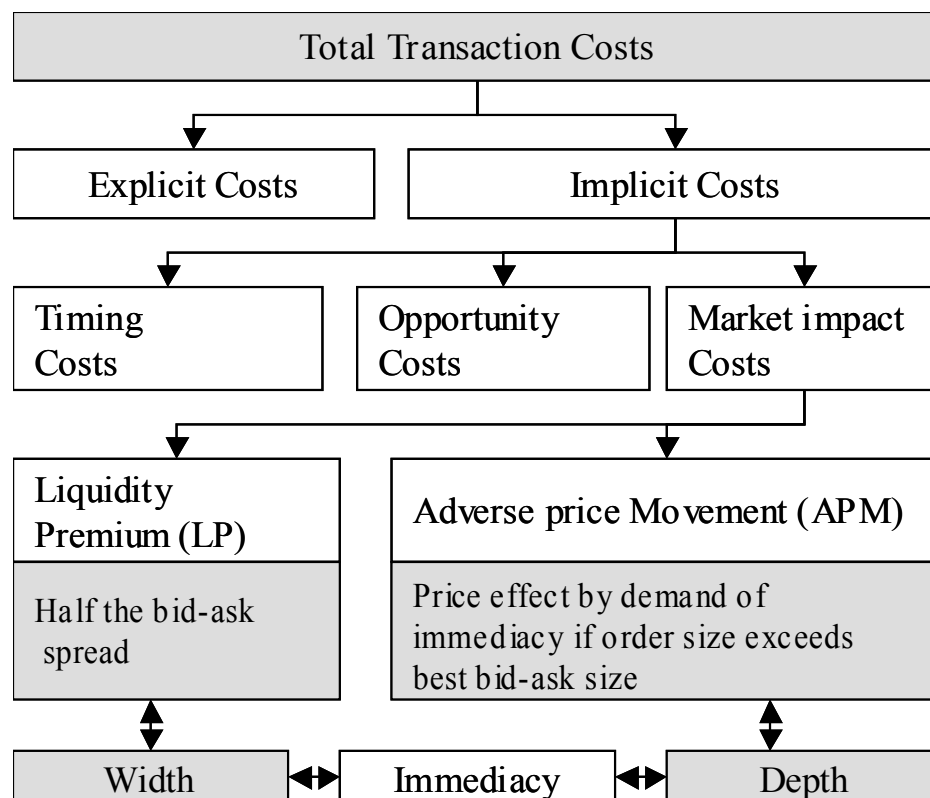 Total Transaction Costs
Explicit Costs
Implicit Costs
Timing
Costs
Opportunity
Costs
Market impact
Costs
Liquidity
Premium (LP)
Adverse price Movement (APM)
Half the bid-ask
spread
Price effect by demand of
immediacy if order size exceeds
best bid-ask size
Width
Immediacy
Depth